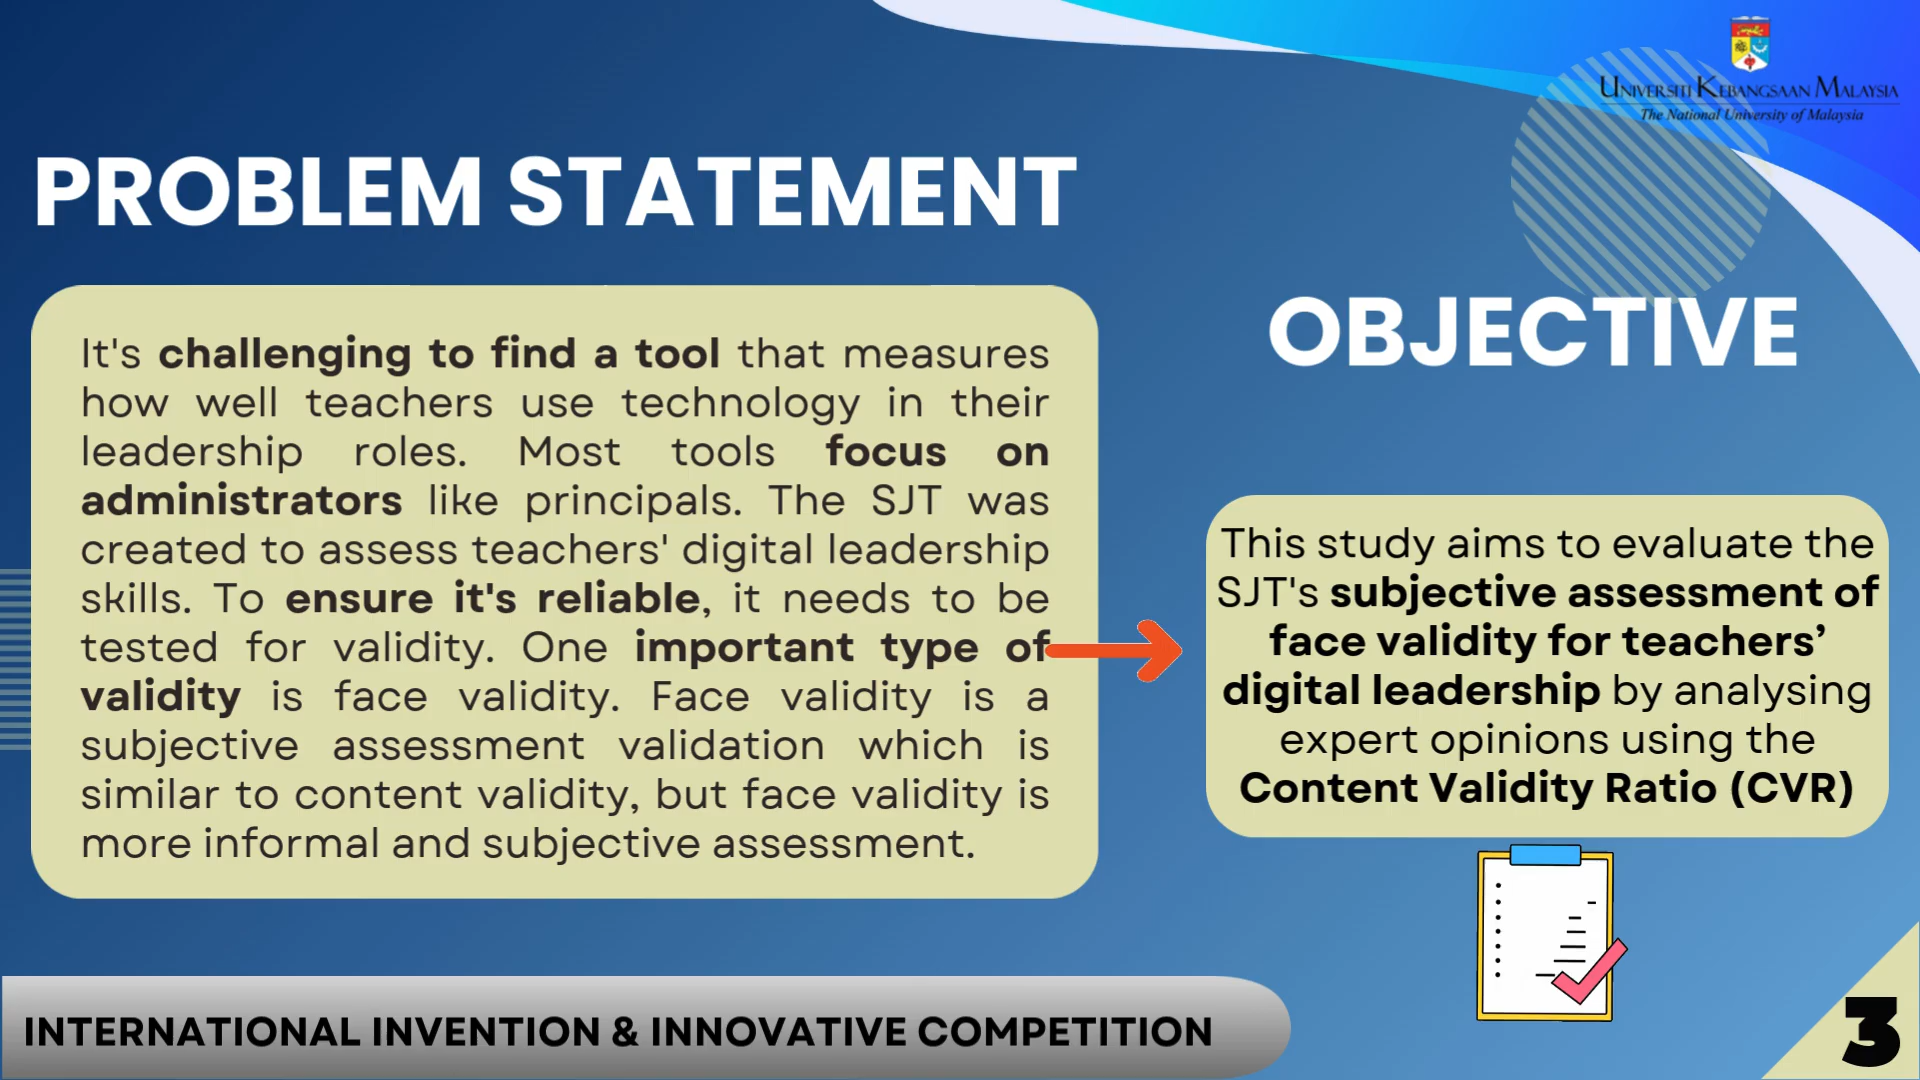 UNIVERSITI KEBANGSAAN MALAYSIA
The National University of Malaysia
PROBLEM STATEMENT
It's challenging to find a tool that measures
how well teachers use technology in their
leadership roles. Most tools focus on
administrators like principals. The SJT was
created to assess teachers' digital leadership
skills. To ensure it's reliable, it needs to be
tested for validity. One important type of
validity is face validity. Face validity is a
subjective assessment validation which is
similar to content validity, but face validity is
more informal and subjective assessment.
OBJECTIVE
This study aims to evaluate the
SJT's subjective assessment of
face validity for teachers’
digital leadership by analysing
expert opinions using the
Content Validity Ratio (CVR)
INTERNATIONAL INVENTION & INNOVATIVE COMPETITION
3